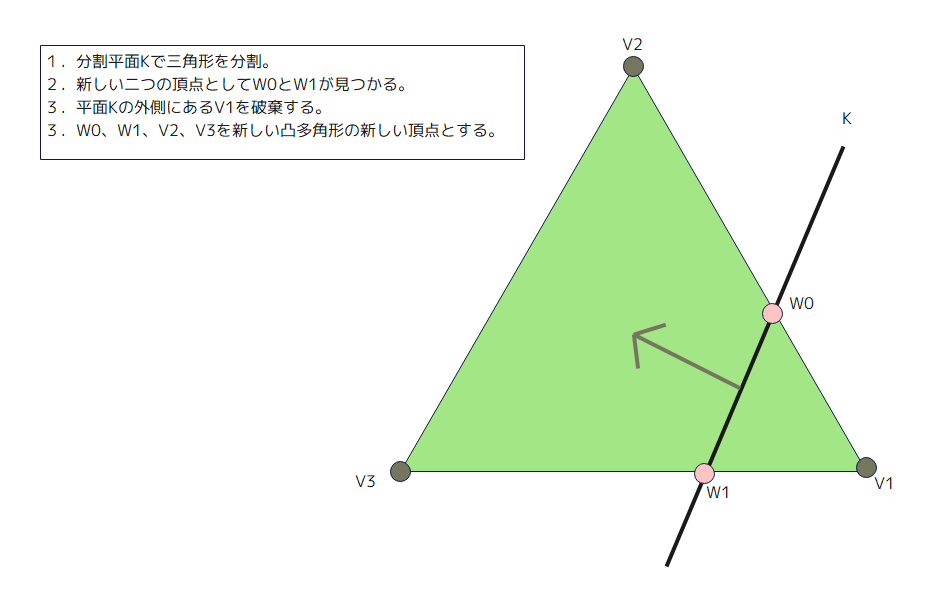 １．分割平面Kで三角形を分割。
２．新しい二つの頂点としてW0とW1が見つかる。
３．平面Kの外側にあるV1を破棄する。
３．W0、W1、V2、V3を新しい凸多角形の新しい頂点とする。
V2
K
W0
V3
V1
W1